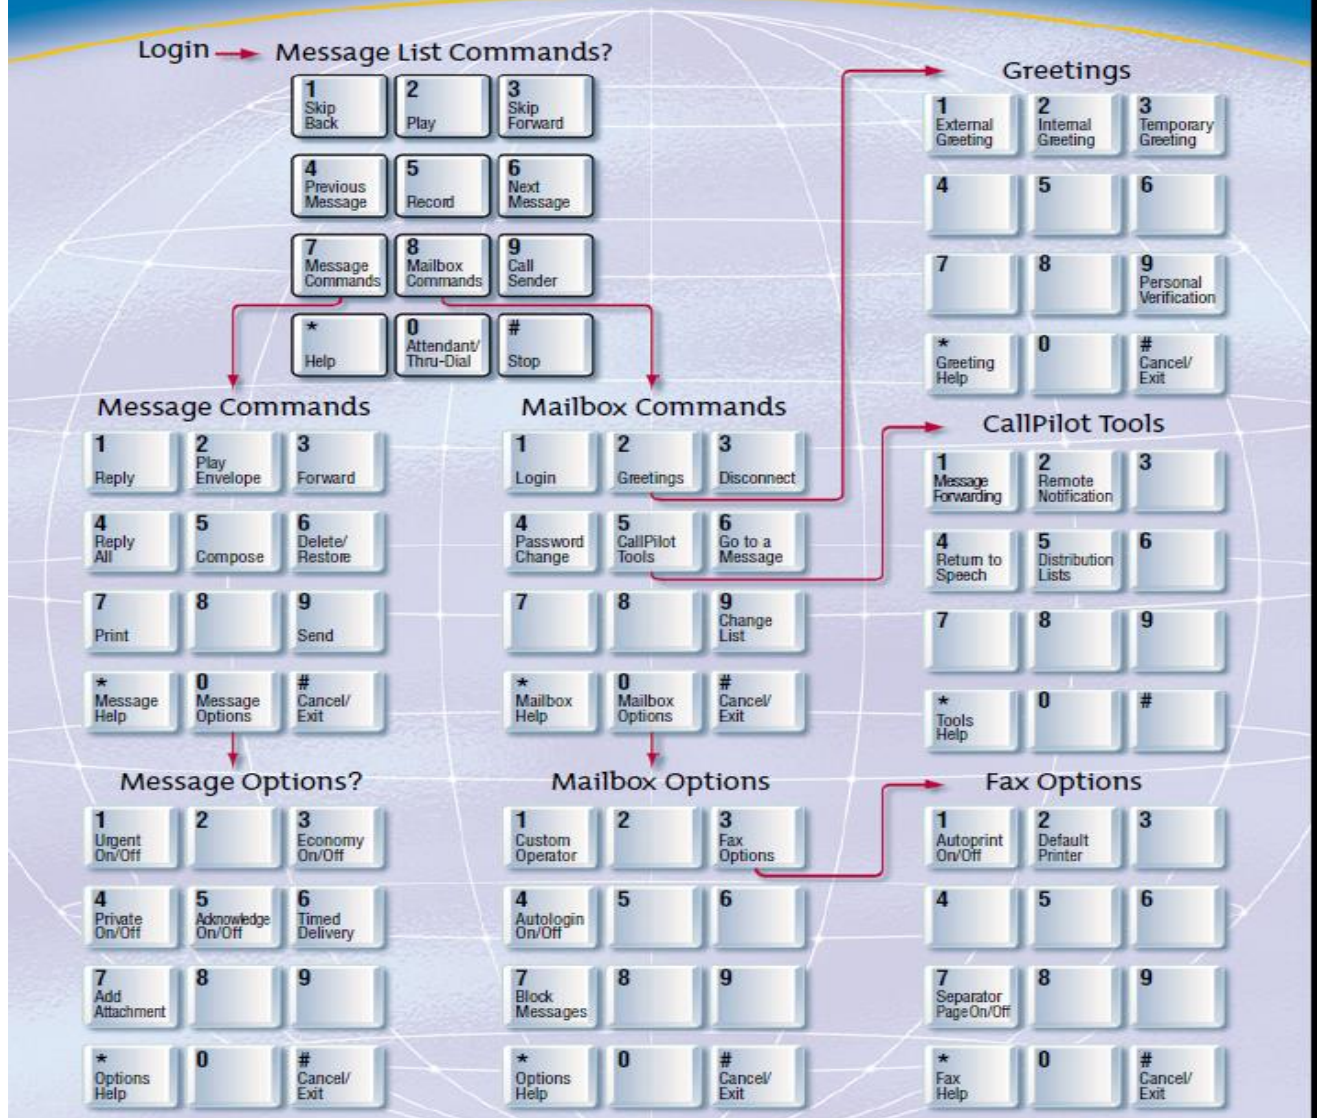 Login
Message List Commands?
1 Skip Back
2 Play
3 Skip Forward
4 Previous Message
5 Record
6 Next Message
7 Message Commands
8 Mailbox Commands
9 Call Sender
* Help
0 Attendant/ Thru-Dial
# Stop
Message Commands
1 Reply
2 Play Envelope
3 Forward
4 Reply All
5 Compose
6 Delete/ Restore
7 Print
8
9 Send
* Message Help
0 Message Options
# Cancel/ Exit
Message Options?
1 Urgent On/Off
2
3 Economy On/Off
4 Private On/Off
5 Acknowledge On/Off
6 Timed Delivery
7 Add Attachment
8
9
* Options Help
0
# Cancel/ Exit
Mailbox Commands
1 Login
2 Greetings
3 Disconnect
4 Password Change
5 CallPilot Tools
6 Go to a Message
7
8
9 Change List
* Mailbox Help
0 Mailbox Options
# Cancel/ Exit
Mailbox Options
1 Custom Operator
2
3 Fax Options
4 Autologin On/Off
5
6
7 Block Messages
8
9
* Options Help
0
# Cancel/ Exit
Greetings
1 External Greeting
2 Internal Greeting
3 Temporary Greeting
4
5
6
7
8
9 Personal Verification
* Greeting Help
0
# Cancel/ Exit
CallPilot Tools
1 Message Forwarding
2 Remote Notification
3
4 Return to Speech
5 Distribution Lists
6
7
8
9
* Tools Help
0
#
Fax Options
1 Autoprint On/Off
2 Default Printer
3
4
5
6
7 Separator Page On/Off
8
9
* Fax Help
0
# Cancel/ Exit